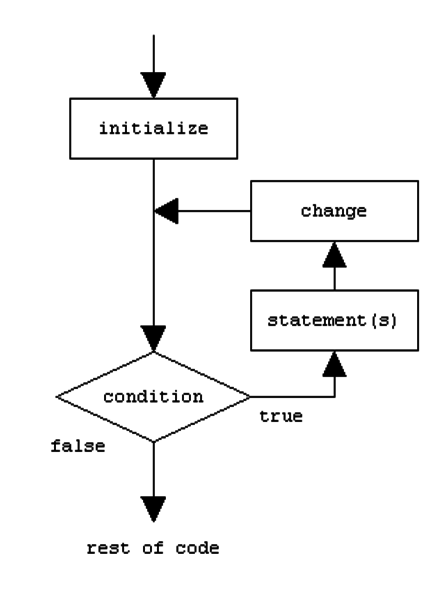 initialize
change
statement(s)
condition
true
false
rest of code